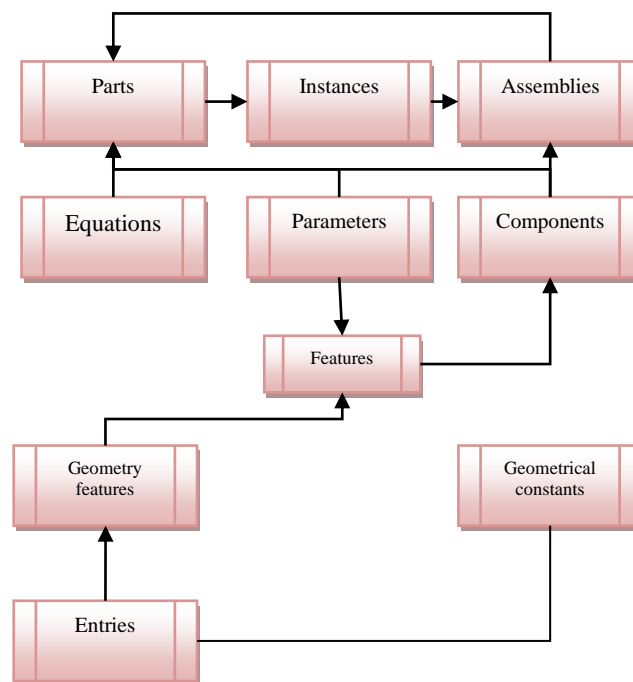 Parts
Instances
Assemblies
Equations
Parameters
Components
Features
Geometry
features
Geometrical
constants
Entries